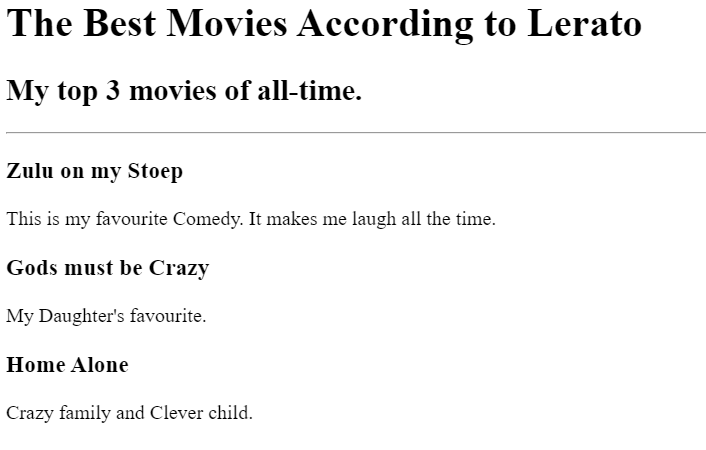 The Best Movies According to Lerato
My top 3 movies of all-time.
Zulu on my Stoep
This is my favourite Comedy. It makes me laugh all the time.
Gods must be Crazy
My Daughter's favourite.
Home Alone
Crazy family and Clever child.